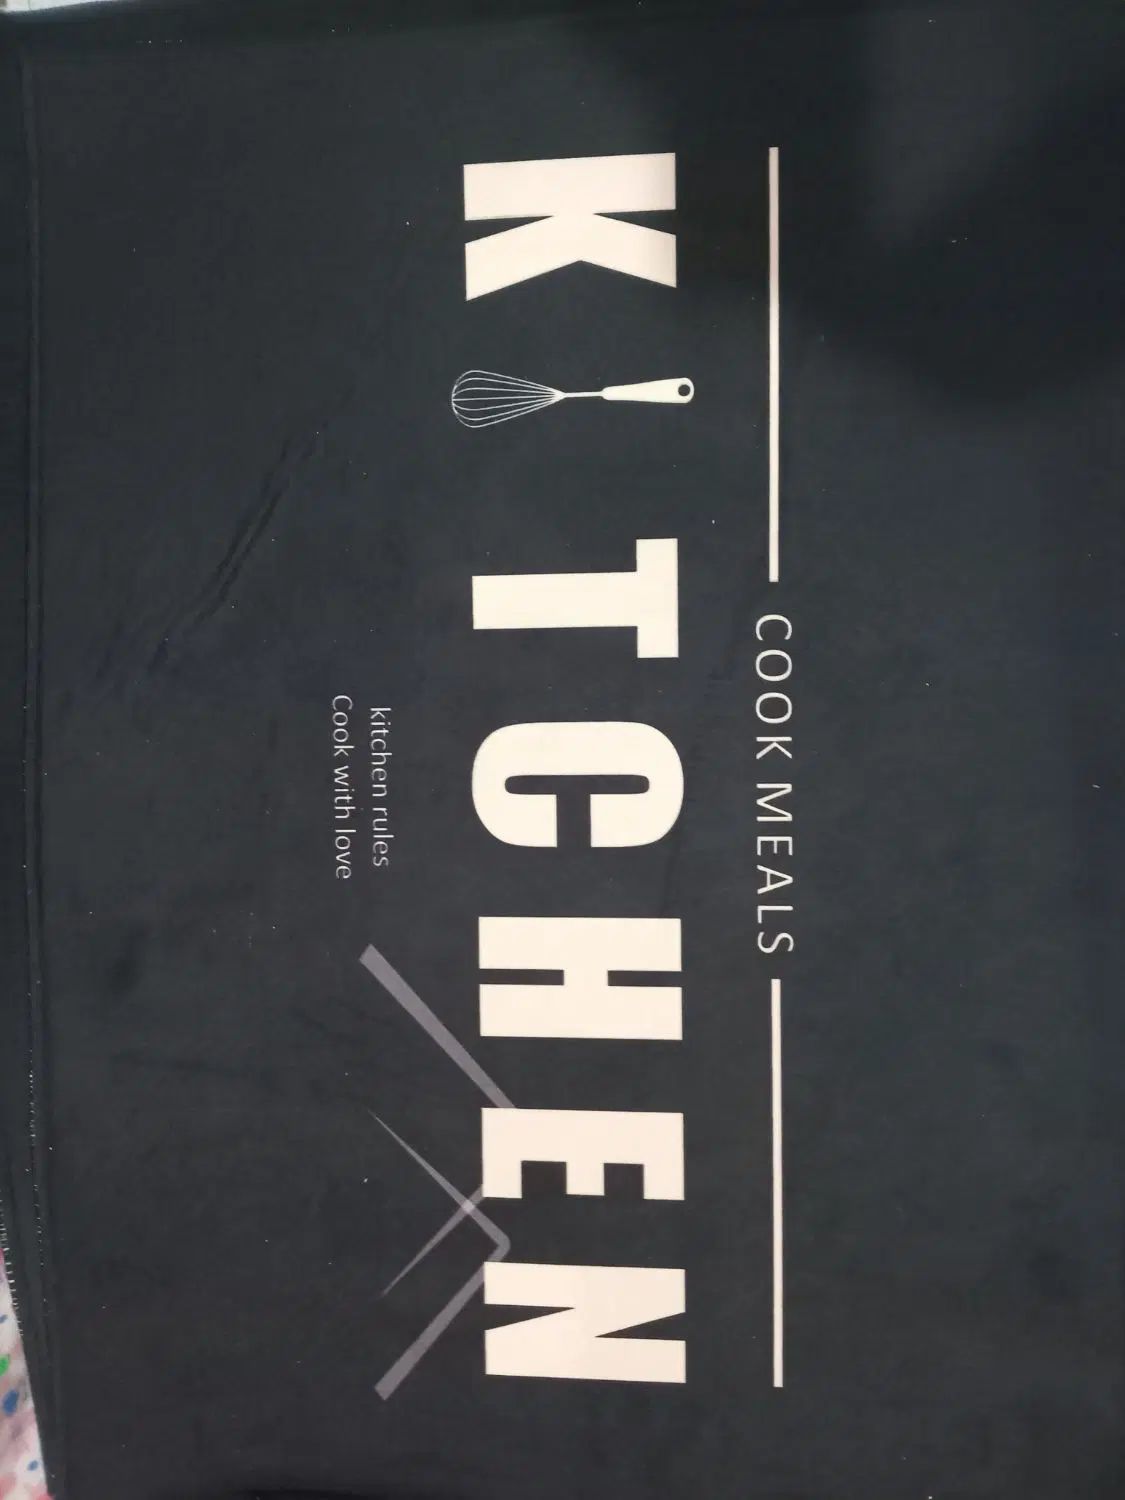 COOK MEALS
KITCHEN
kitchen rules
Cook with love